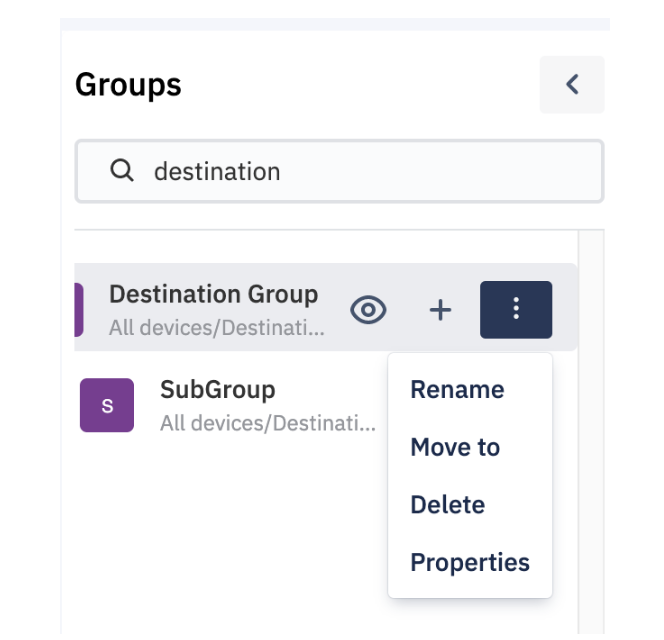 Groups
destination
Destination Group
All devices/Destinati...
S
SubGroup
All devices/Destinati...
Rename
Move to
Delete
Properties